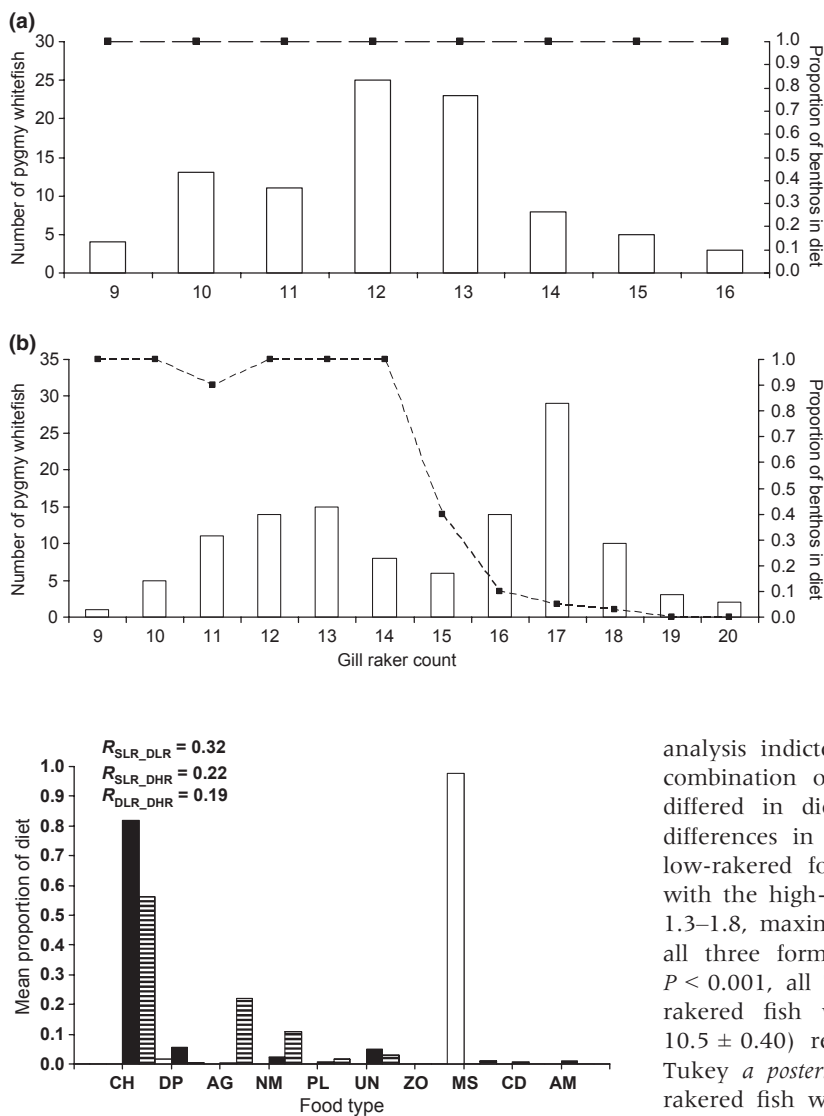 (a)
Number of pygmy whitefish
30
25
20
15
10
5
0
1.0
0.9
0.8
0.7
0.6
0.5
0.4
0.3
0.2
0.1
0.0
Proportion of benthos in diet
9 10 11 12 13 14 15 16
(b)
Number of pygmy whitefish
35
30
25
20
15
10
5
0
1.0
0.9
0.8
0.7
0.6
0.5
0.4
0.3
0.2
0.1
0.0
Proportion of benthos in diet
9 10 11 12 13 14 15 16 17 18 19 20
Gill raker count
R SLR_DLR = 0.32
R SLR_DHR = 0.22
R DLR_DHR = 0.19
Mean proportion of diet
1.0
0.9
0.8
0.7
0.6
0.5
0.4
0.3
0.2
0.1
0.0
CH DP AG NM PL UN ZO MS CD AM
Food type
analysis indicte
combination o
differed in die
differences in
low-rakered fo
with the high-
1.3–1.8, maxin
all three form
P < 0.001, all
rakered fish v
10.5 ± 0.40) re
Tukey a posteri
rakered fish w